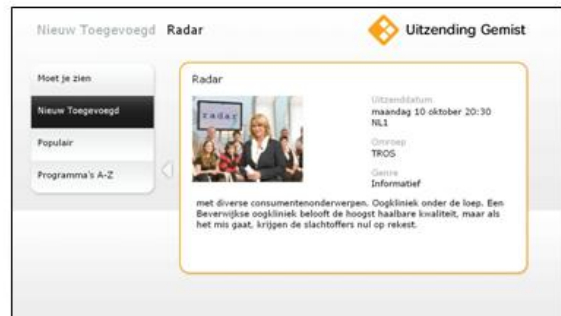 Nieuw Toegevoegd Radar
Uitzending Gemist
Moet je zien
Nieuw Toegevoegd
Populair
Programma's A-Z
Radar
radar
Uitzenddatum
maandag 10 oktober 20:30
NL1
Omroep
TROS
Genre
Informatief
met diverse consumentenonderwerpen. Oogkliniek onder de loep. Een
Beverwijkse oogkliniek belooft de hoogst haalbare kwaliteit, maar als
het mis gaat, krijgen de slachtoffers nul op rekest.